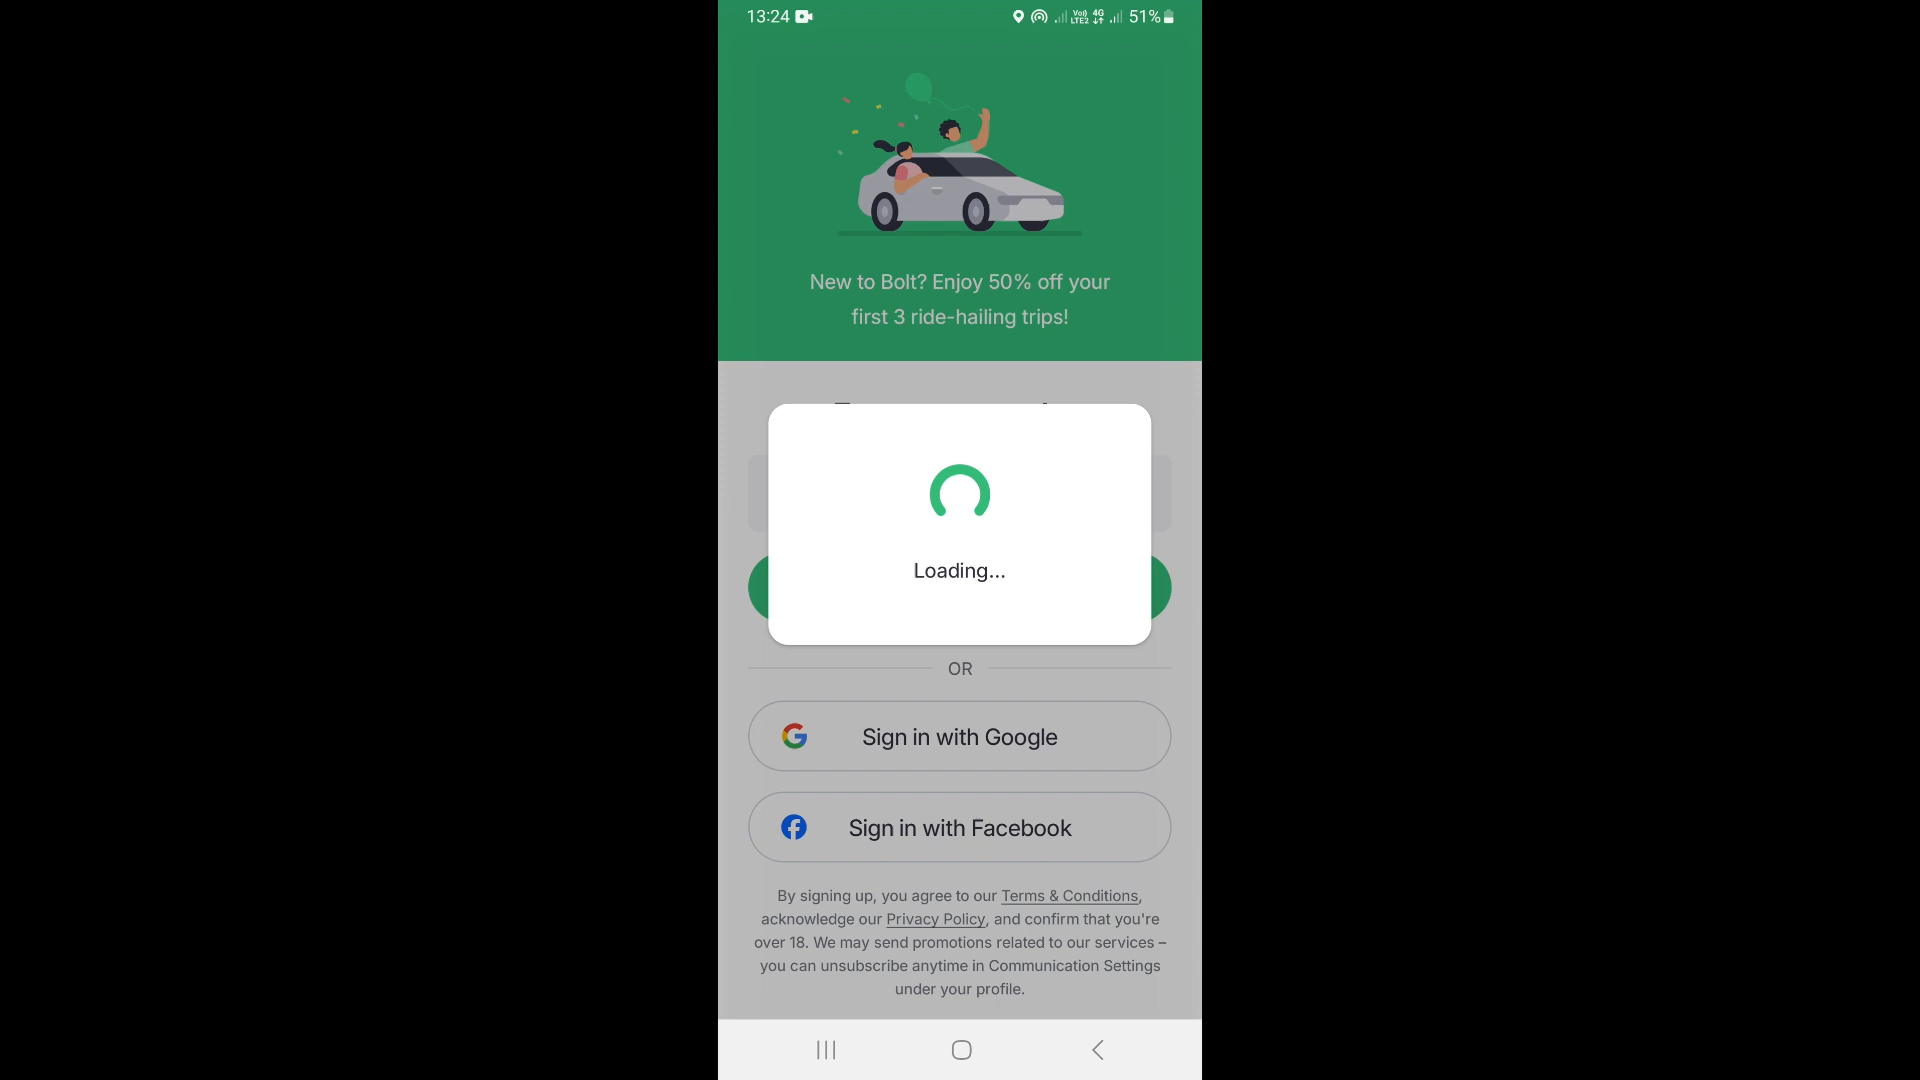 13:24
Vo)) 4G
LTE2
51%
New to Bolt? Enjoy 50% off your
first 3 ride-hailing trips!
Loading...
OR
Sign in with Google
Sign in with Facebook
By signing up, you agree to our Terms & Conditions,
acknowledge our Privacy Policy, and confirm that you're
over 18. We may send promotions related to our services –
you can unsubscribe anytime in Communication Settings
under your profile.